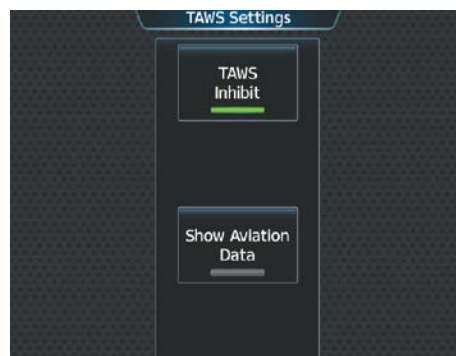 TAWS Settings
TAWS
Inhibit
Show Aviation
Data